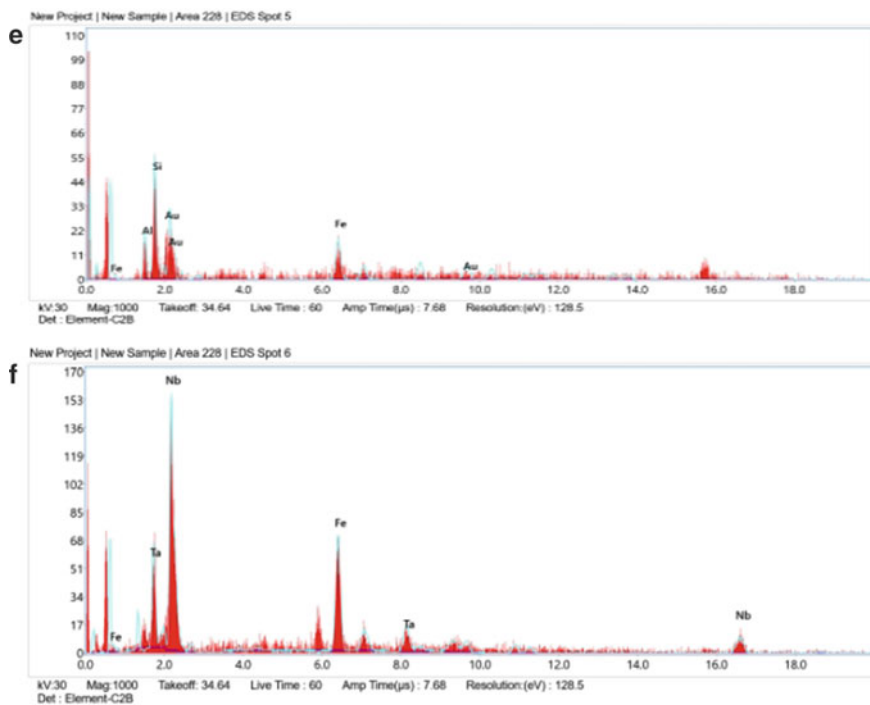 New Project | New Sample | Area 228 | EDS Spot 5
e
110
99
88
77
66
55
44
33
22
11
0
Si
Au
Al
Au
Fe
Fe
Au
0.0 2.0 4.0 6.0 8.0 10.0 12.0 14.0 16.0 18.0
kV:30 Mag:1000 Takeoff: 34.64 Live Time : 60 Amp Time(µs) : 7.68 Resolution:(eV) : 128.5
Det : Element-C2B
New Project | New Sample | Area 228 | EDS Spot 6
f
170
153
136
119
102
85
68
51
34
17
0
Nb
Ta
Fe
Fe
Ta
Nb
0.0 2.0 4.0 6.0 8.0 10.0 12.0 14.0 16.0 18.0
kV:30 Mag:1000 Takeoff: 34.64 Live Time : 60 Amp Time(µs) : 7.68 Resolution:(eV) : 128.5
Det : Element-C2B